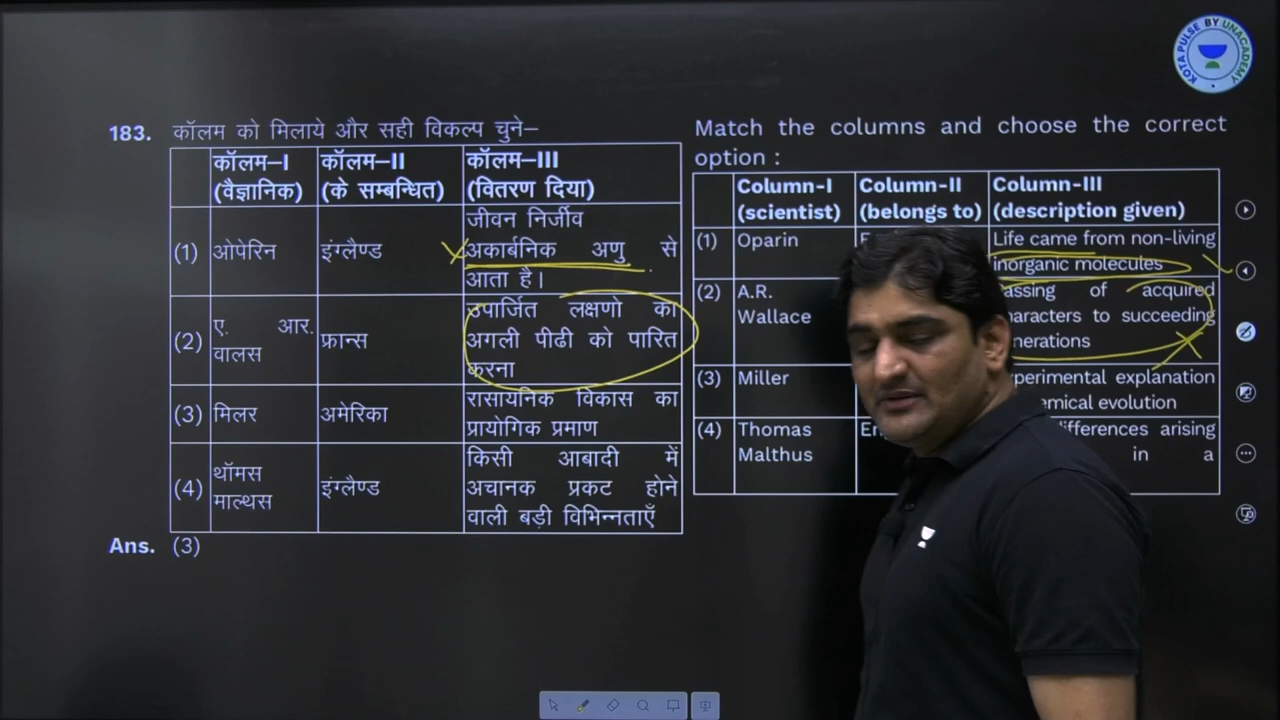 KOTA PULSE BY UNACADEMY
183. कॉलम को मिलाये और सही विकल्प चुने–
कॉलम–I कॉलम–II कॉलम–III
(वैज्ञानिक) (के सम्बन्धित) (वितरण दिया)
जीवन निर्जीव
(1) ओपेरिन इंग्लैण्ड अकार्बनिक अणु से
आता है।
उपार्जित लक्षणो का
(2) ए. आर. वालस फ्रान्स अगली पीढी को पारित
करना
(3) मिलर अमेरिका रासायनिक विकास का
प्रायोगिक प्रमाण
किसी आबादी में
(4) थॉमस माल्थस इंग्लैण्ड अचानक प्रकट होने
वाली बड़ी विभिन्नताएँ
Ans. (3)
Match the columns and choose the correct
option :
Column-I Column-II Column-III
(scientist) (belongs to) (description given)
(1) Oparin Life came from non-living
inorganic molecules
(2) A.R. of acquired
Wallace to succeeding
(3) Miller explanation
evolution
(4) Thomas arising
Malthus in a